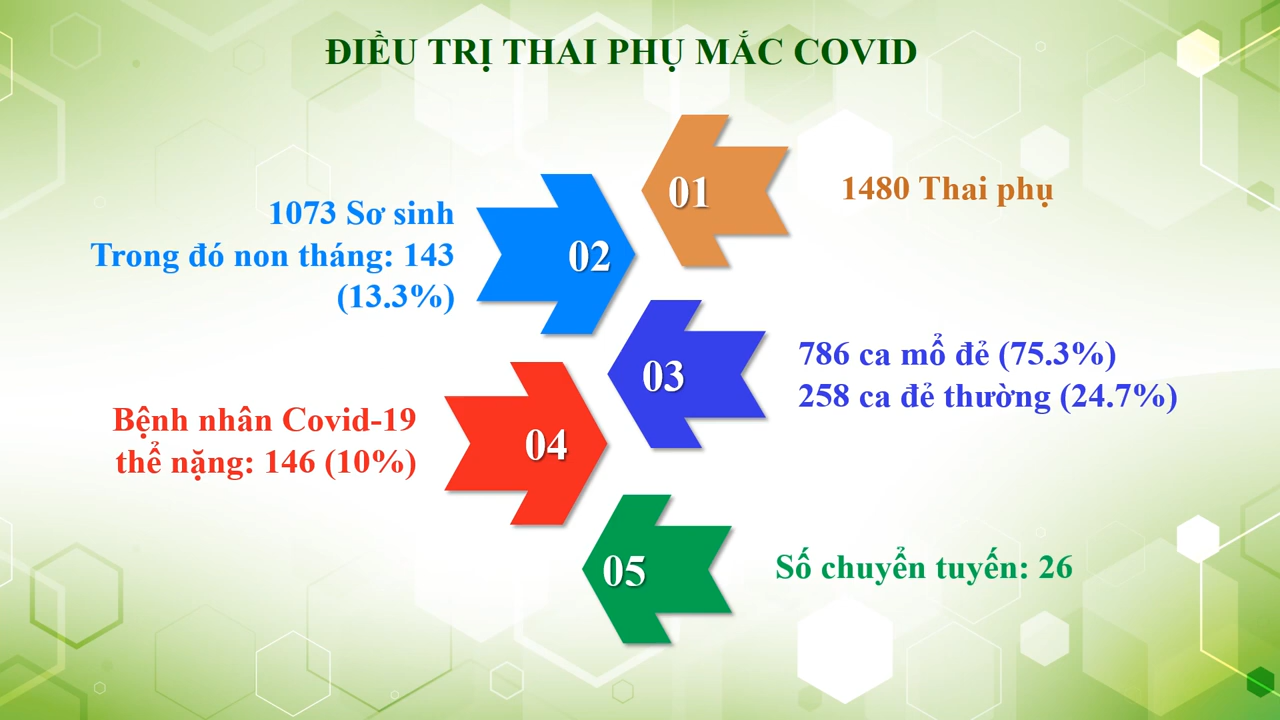 ĐIỀU TRỊ THAI PHỤ MẮC COVID
01
1480 Thai phụ
1073 Sơ sinh
Trong đó non tháng: 143
(13.3%)
02
03
786 ca mổ đẻ (75.3%)
258 ca đẻ thường (24.7%)
Bệnh nhân Covid-19
thể nặng: 146 (10%)
04
05
Số chuyển tuyến: 26